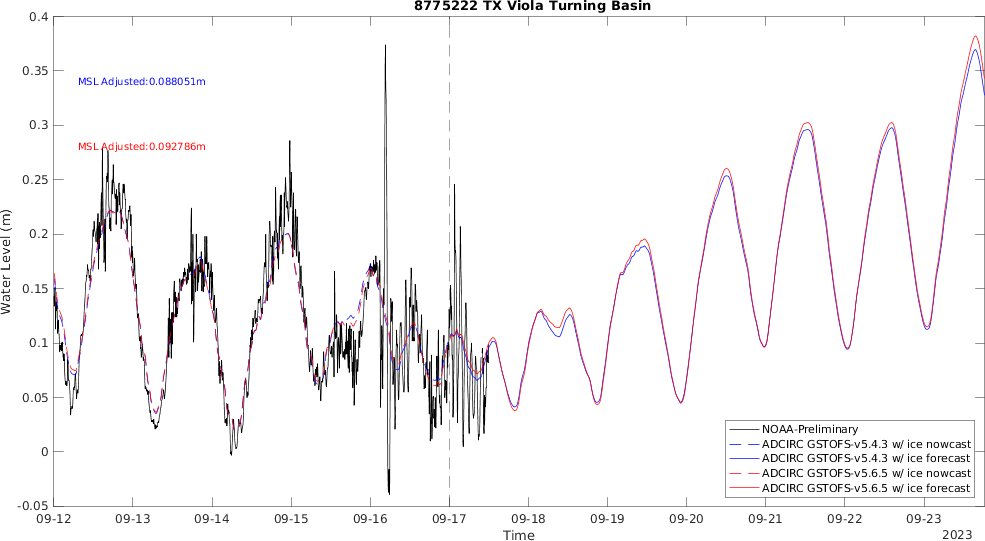 8775222 TX Viola Turning Basin
0.4
0.35
0.3
0.25
0.2
0.15
0.1
0.05
0
-0.05
Water Level (m)
MSL Adjusted:0.088051m
MSL Adjusted:0.092786m
NOAA-Preliminary
ADCIRC GSTOFS-v5.4.3 w/ ice nowcast
ADCIRC GSTOFS-v5.4.3 w/ ice forecast
ADCIRC GSTOFS-v5.6.5 w/ ice nowcast
ADCIRC GSTOFS-v5.6.5 w/ ice forecast
09-12 09-13 09-14 09-15 09-16 09-17 09-18 09-19 09-20 09-21 09-22 09-23
Time
2023